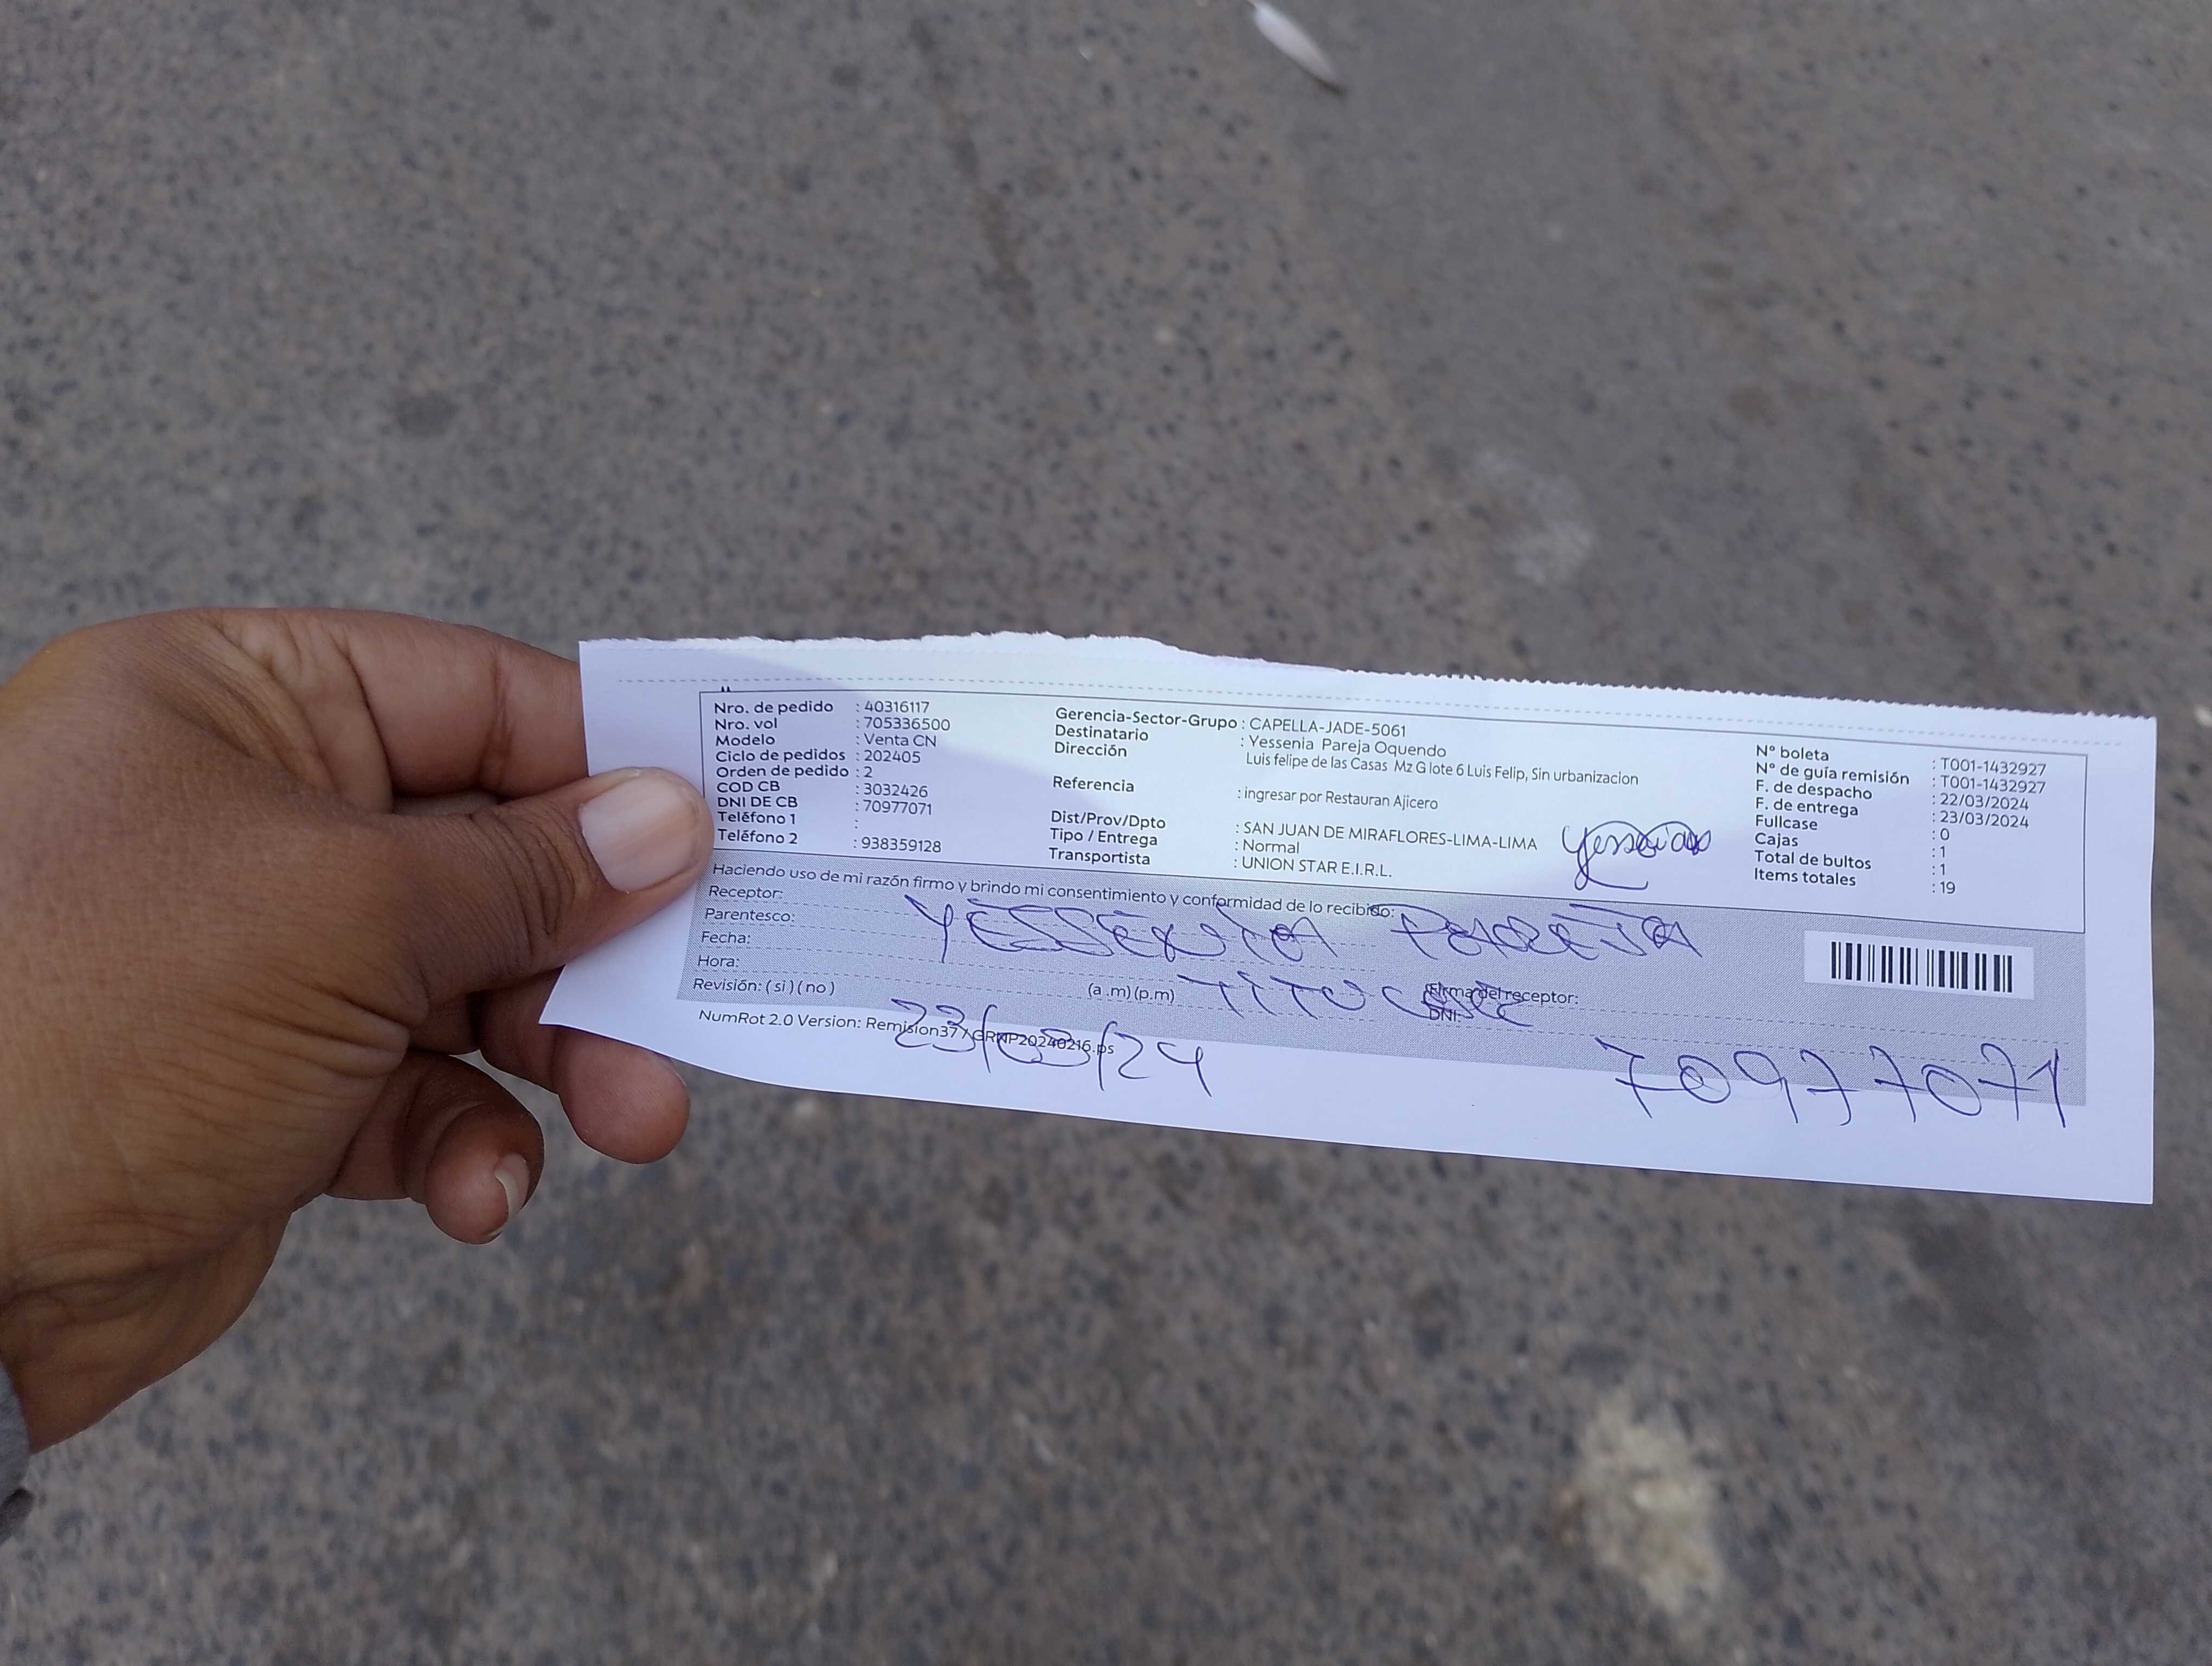 Nro. de pedido : 40316117
Nro. vol : 705336500
Modelo : Venta CN
Ciclo de pedidos : 202405
Orden de pedido : 2
COD CB : 3032426
DNI DE CB : 70977071
Teléfono 1 :
Teléfono 2 : 938359128
Gerencia-Sector-Grupo : CAPELLA-JADE-5061
Destinatario : Yessenia Pareja Oquendo
Dirección Luis felipe de las Casas Mz G lote 6 Luis Felip, Sin urbanizacion
Referencia : ingresar por Restauran Ajicero
Dist/Prov/Dpto : SAN JUAN DE MIRAFLORES-LIMA-LIMA
Tipo / Entrega : Normal
Transportista : UNION STAR E.I.R.L.
N° boleta : T001-1432927
N° de guía remisión : T001-1432927
F. de despacho : 22/03/2024
F. de entrega : 23/03/2024
Fullcase : 0
Cajas : 1
Total de bultos : 1
Items totales : 19
Haciendo uso de mi razón firmo y brindo mi consentimiento y conformidad de lo recibido:
Receptor: YESSENIA PAREJA
Parentesco: TITU
Fecha: 23/03/24
Hora: (a .m) (p.m)
Firma del receptor:
DNI: 70977071
Revisión: ( si ) ( no )
NumRot 2.0 Version: Remision377GRNP20240216.ps